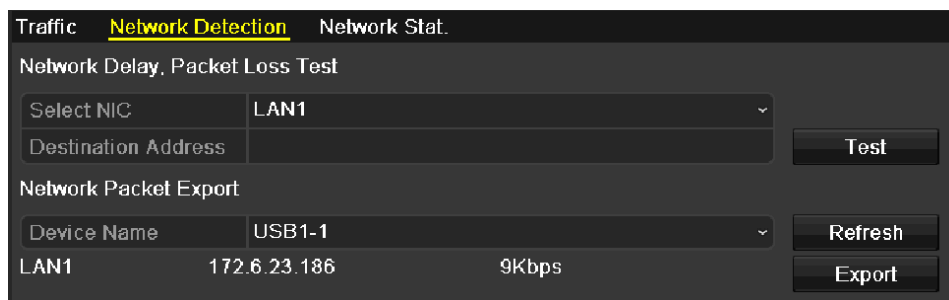 Traffic Network Detection Network Stat.
Network Delay, Packet Loss Test
Select NIC LAN1
Destination Address Test
Network Packet Export
Device Name USB1-1 Refresh
LAN1 172.6.23.186 9Kbps Export